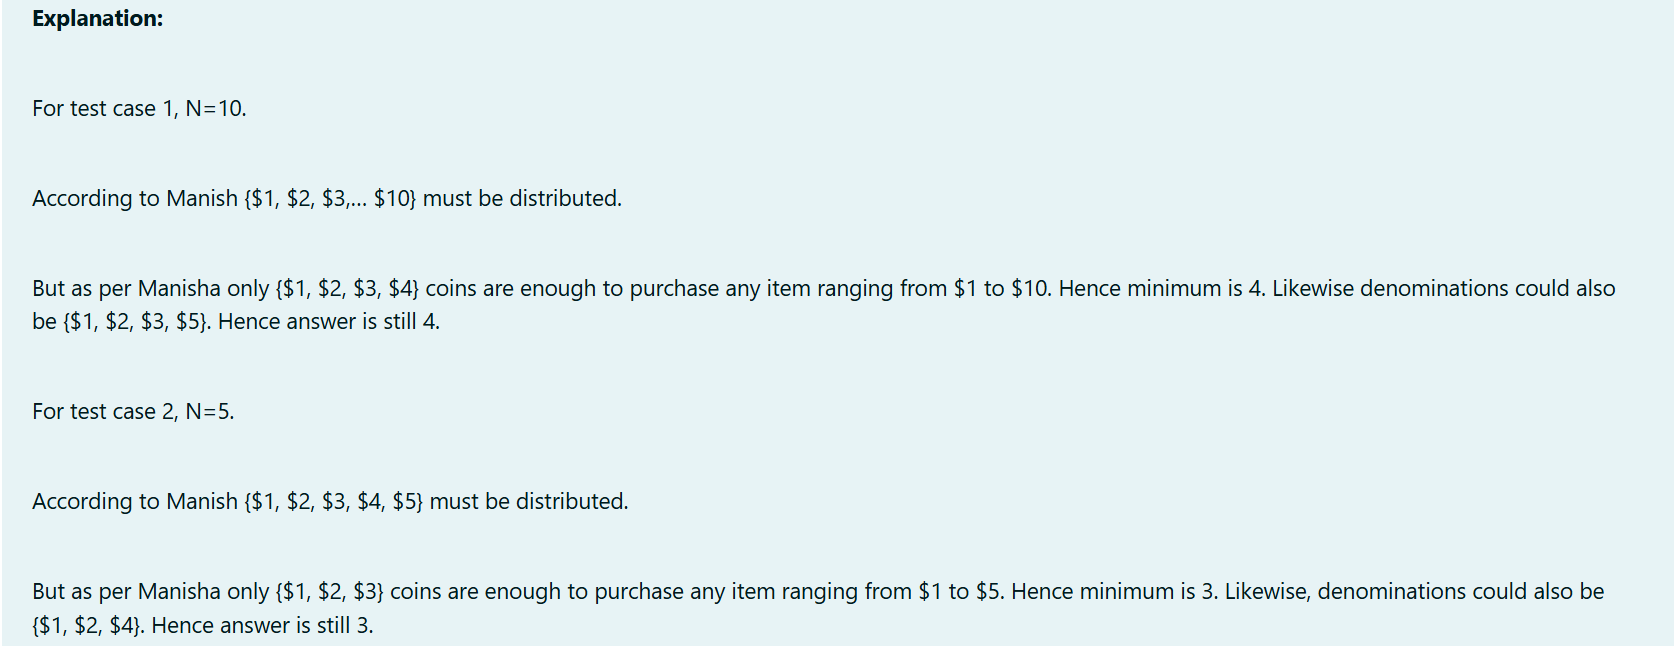 Explanation:
For test case 1, N=10.
According to Manish {$1, $2, $3,... $10} must be distributed.
But as per Manisha only {$1, $2, $3, $4} coins are enough to purchase any item ranging from $1 to $10. Hence minimum is 4. Likewise denominations could also
be {$1, $2, $3, $5}. Hence answer is still 4.
For test case 2, N=5.
According to Manish {$1, $2, $3, $4, $5} must be distributed.
But as per Manisha only {$1, $2, $3} coins are enough to purchase any item ranging from $1 to $5. Hence minimum is 3. Likewise, denominations could also be
{$1, $2, $4}. Hence answer is still 3.